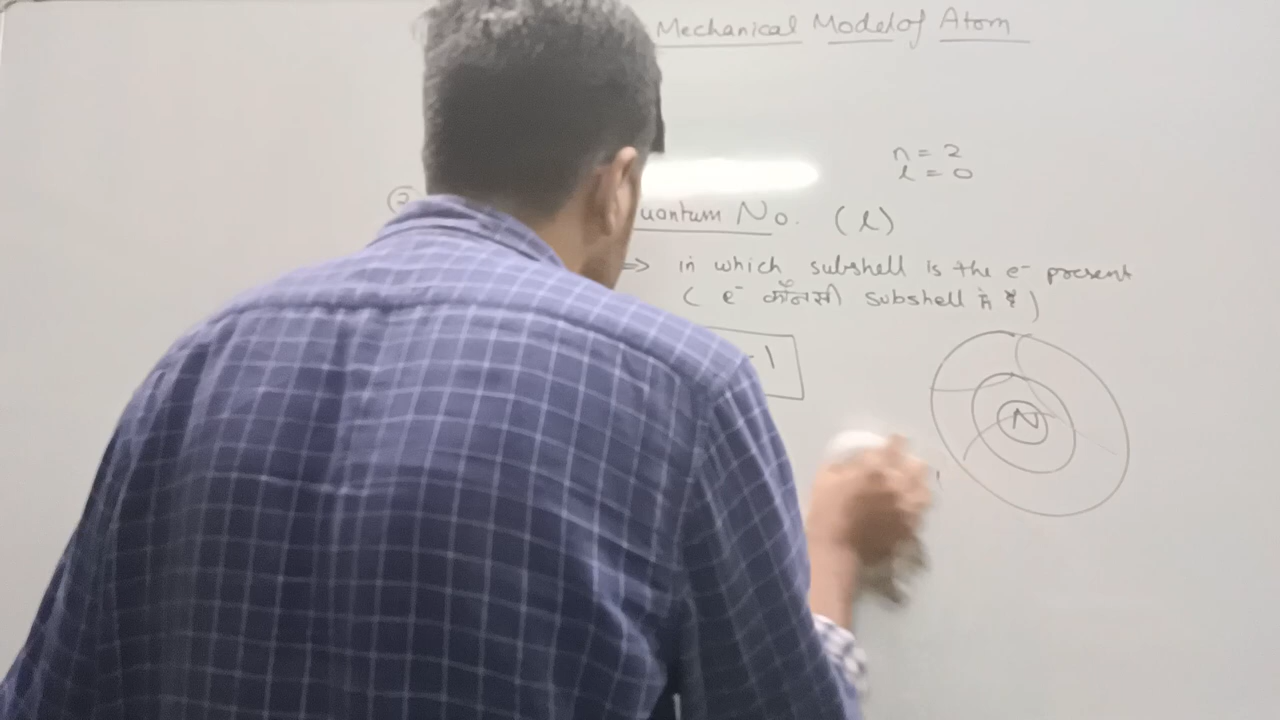 Mechanical Model of Atom
n = 2
l = 0
② uantum No. (l)
⇒ in which subshell is the e⁻ present
( e⁻ कौनसी subshell में है )
-1
N